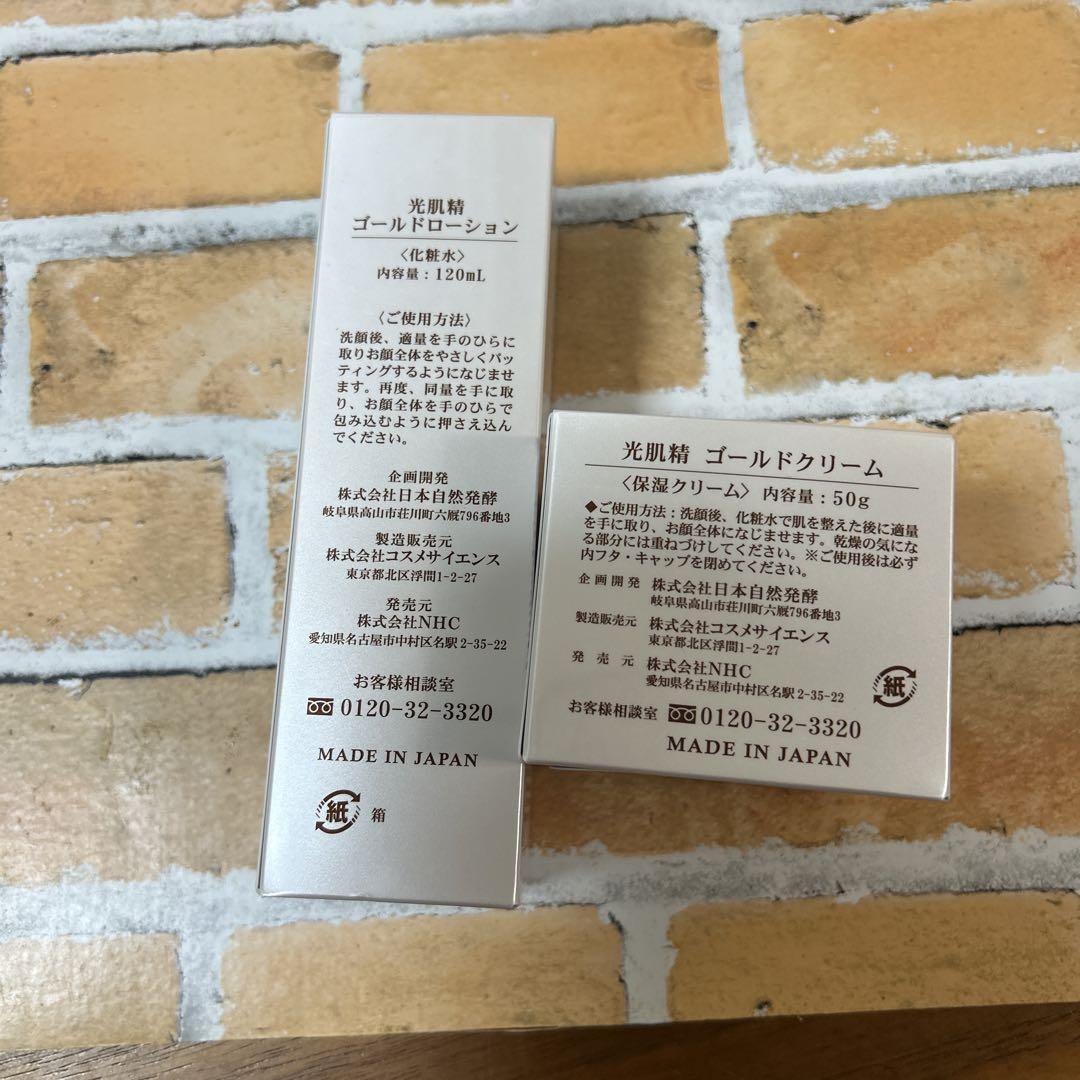 光肌精
ゴールドローション
〈化粧水〉
内容量：120mL
〈ご使用方法〉
洗顔後、適量を手のひらに
取りお顔全体をやさしくパッ
ティングするようになじませ
ます。再度、同量を手に取
り、お顔全体を手のひらで
包み込むように押さえ込ん
でください。
企画開発
株式会社日本自然発酵
岐阜県高山市荘川町六厩796番地3
製造販売元
株式会社コスメサイエンス
東京都北区浮間1-2-27
発売元
株式会社NHC
愛知県名古屋市中村区名駅2-35-22
お客様相談室
0120-32-3320
MADE IN JAPAN
紙 箱
光肌精 ゴールドクリーム
〈保湿クリーム〉 内容量：50g
◆ご使用方法：洗顔後、化粧水で肌を整えた後に適量
を手に取り、お顔全体になじませます。乾燥の気にな
る部分には重ねづけしてください。※ご使用後は必ず
内フタ・キャップを閉めてください。
企画開発 株式会社日本自然発酵
岐阜県高山市荘川町六厩796番地3
製造販売元 株式会社コスメサイエンス
東京都北区浮間1-2-27
発売元 株式会社NHC
愛知県名古屋市中村区名駅2-35-22
紙
お客様相談室 0120-32-3320
MADE IN JAPAN